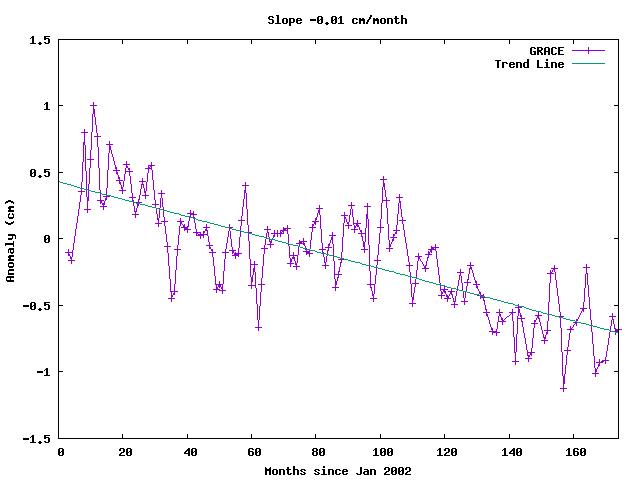 Slope -0.01 cm/month
1.5
GRACE
Trend Line
1
0.5
0
-0.5
-1
-1.5
Anomaly (cm)
0 20 40 60 80 100 120 140 160
Months since Jan 2002